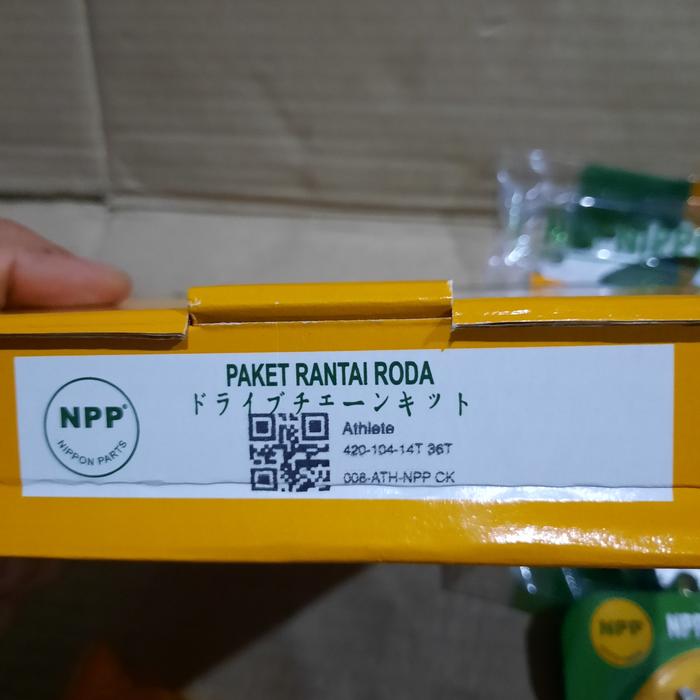 PAKET RANTAI RODA
ドライブチェーンキット
NPP®
NIPPON PARTS
Athlete
420-104-14T 36T
008-ATH-NPP CK
NPP
NPP